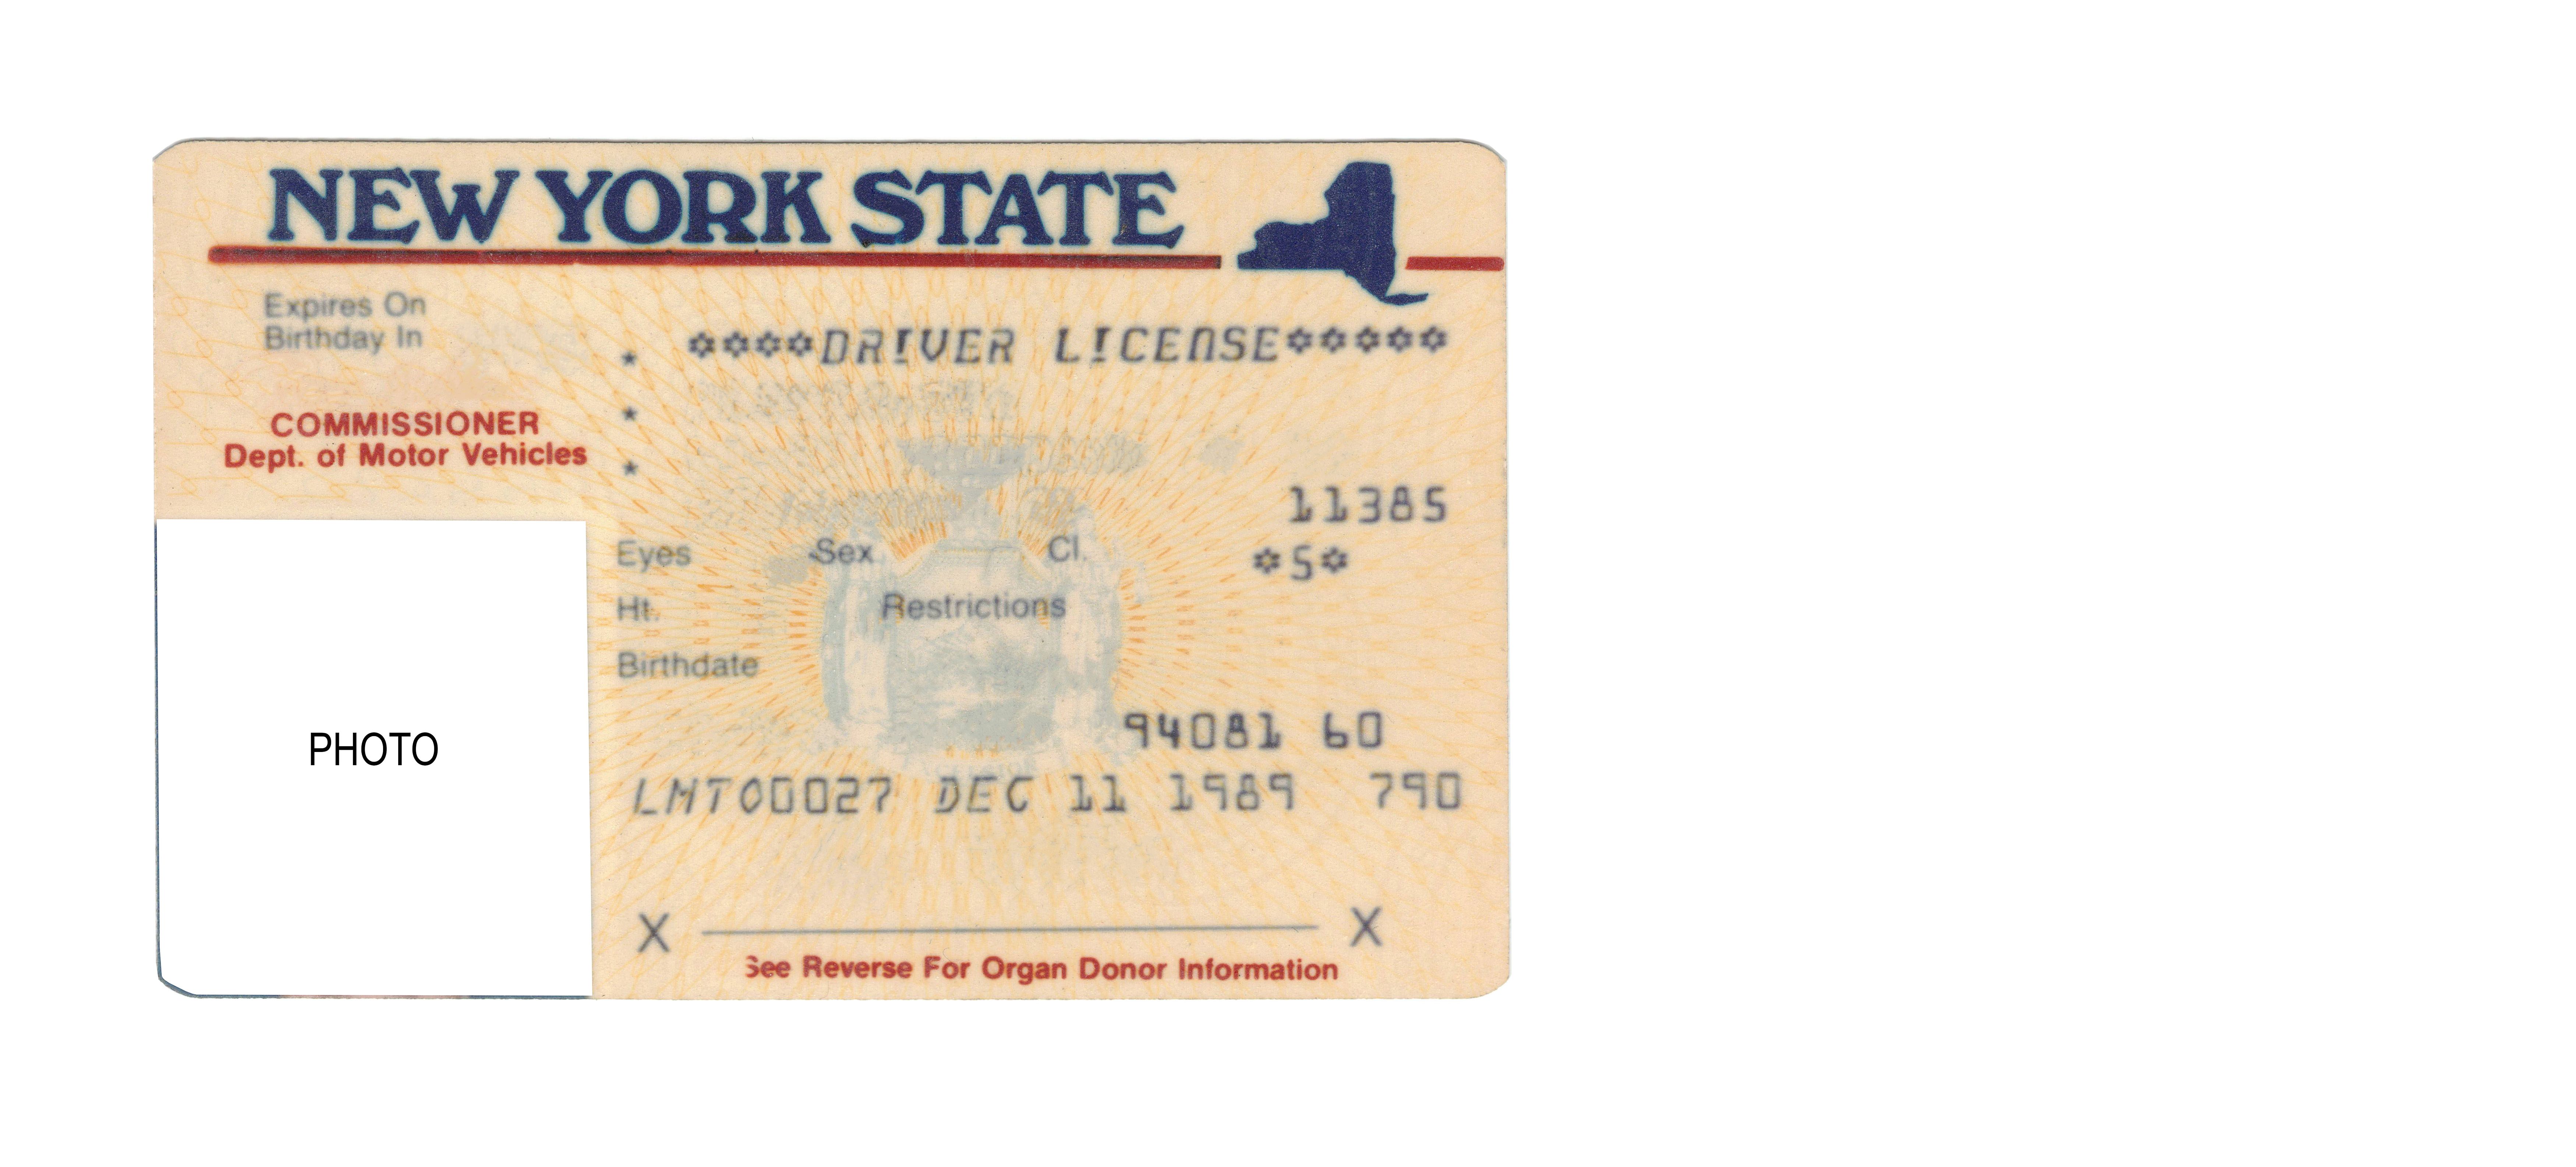 NEW YORK STATE
Expires On
Birthday In
* ****DRIVER LICENSE*****
*
COMMISSIONER
Dept. of Motor Vehicles
*
11385
Eyes Sex Cl. *5*
Ht. Restrictions
Birthdate
PHOTO
94081 60
LMT00027 DEC 11 1989 790
X X
See Reverse For Organ Donor Information